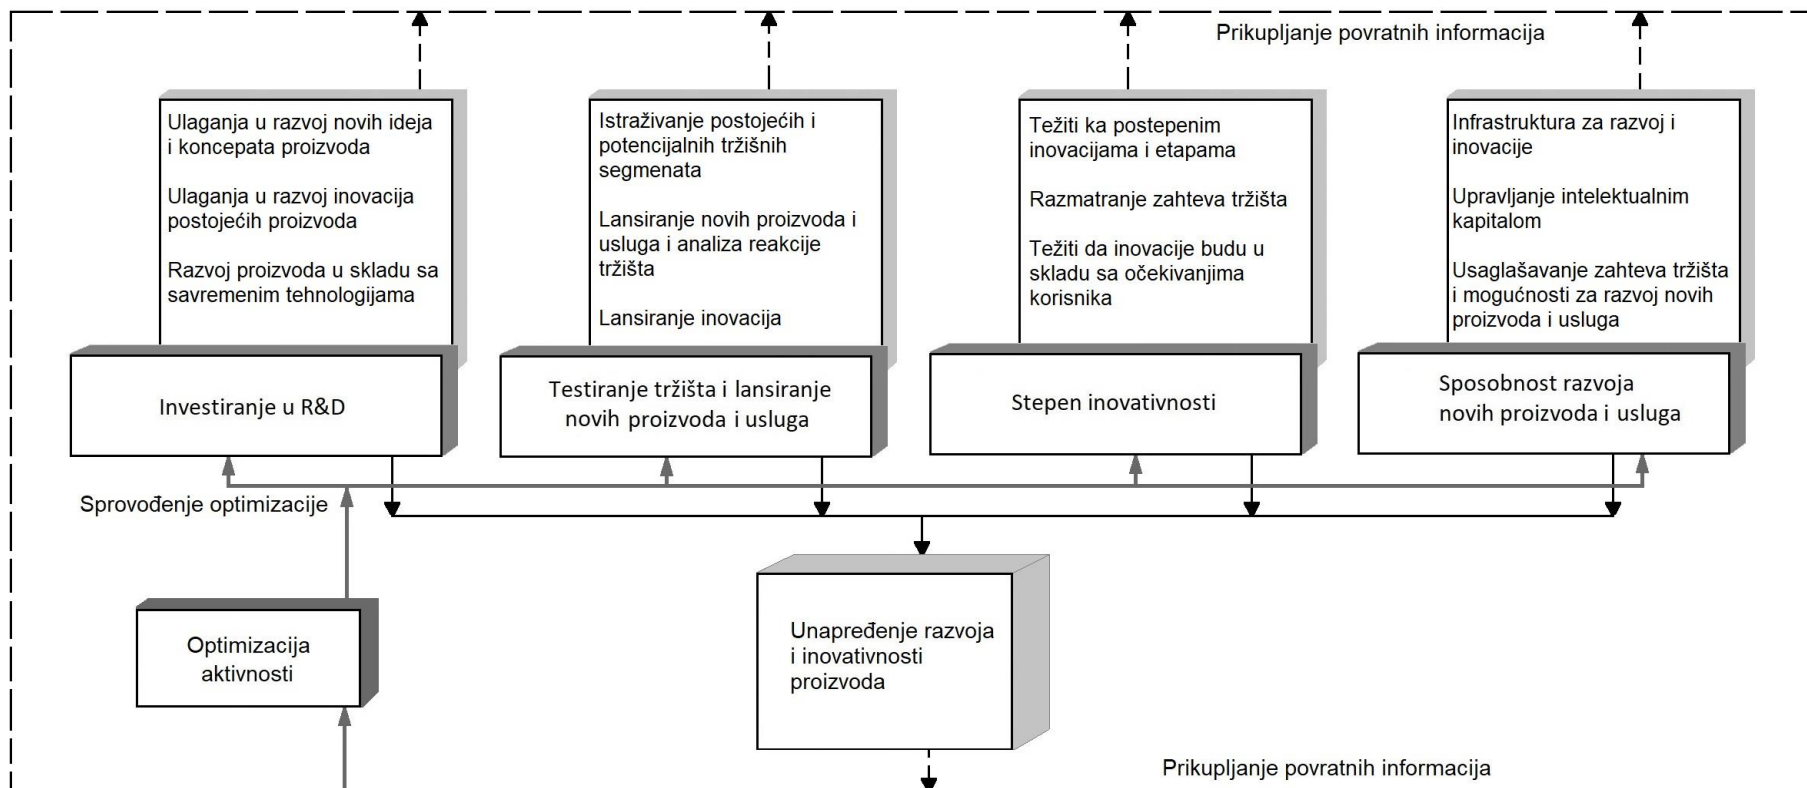 Prikupljanje povratnih informacija
Ulaganja u razvoj novih ideja
i koncepata proizvoda
Ulaganja u razvoj inovacija
postojećih proizvoda
Razvoj proizvoda u skladu sa
savremenim tehnologijama
Investiranje u R&D
Istraživanje postojećih i
potencijalnih tržišnih
segmenata
Lansiranje novih proizvoda i
usluga i analiza reakcije
tržišta
Lansiranje inovacija
Testiranje tržišta i lansiranje
novih proizvoda i usluga
Težiti ka postepenim
inovacijama i etapama
Razmatranje zahteva tržišta
Težiti da inovacije budu u
skladu sa očekivanjima
korisnika
Stepen inovativnosti
Infrastruktura za razvoj i
inovacije
Upravljanje intelektualnim
kapitalom
Usaglašavanje zahteva tržišta
i mogućnosti za razvoj novih
proizvoda i usluga
Sposobnost razvoja
novih proizvoda i usluga
Sprovođenje optimizacije
Optimizacija
aktivnosti
Unapređenje razvoja
i inovativnosti
proizvoda
Prikupljanje povratnih informacija